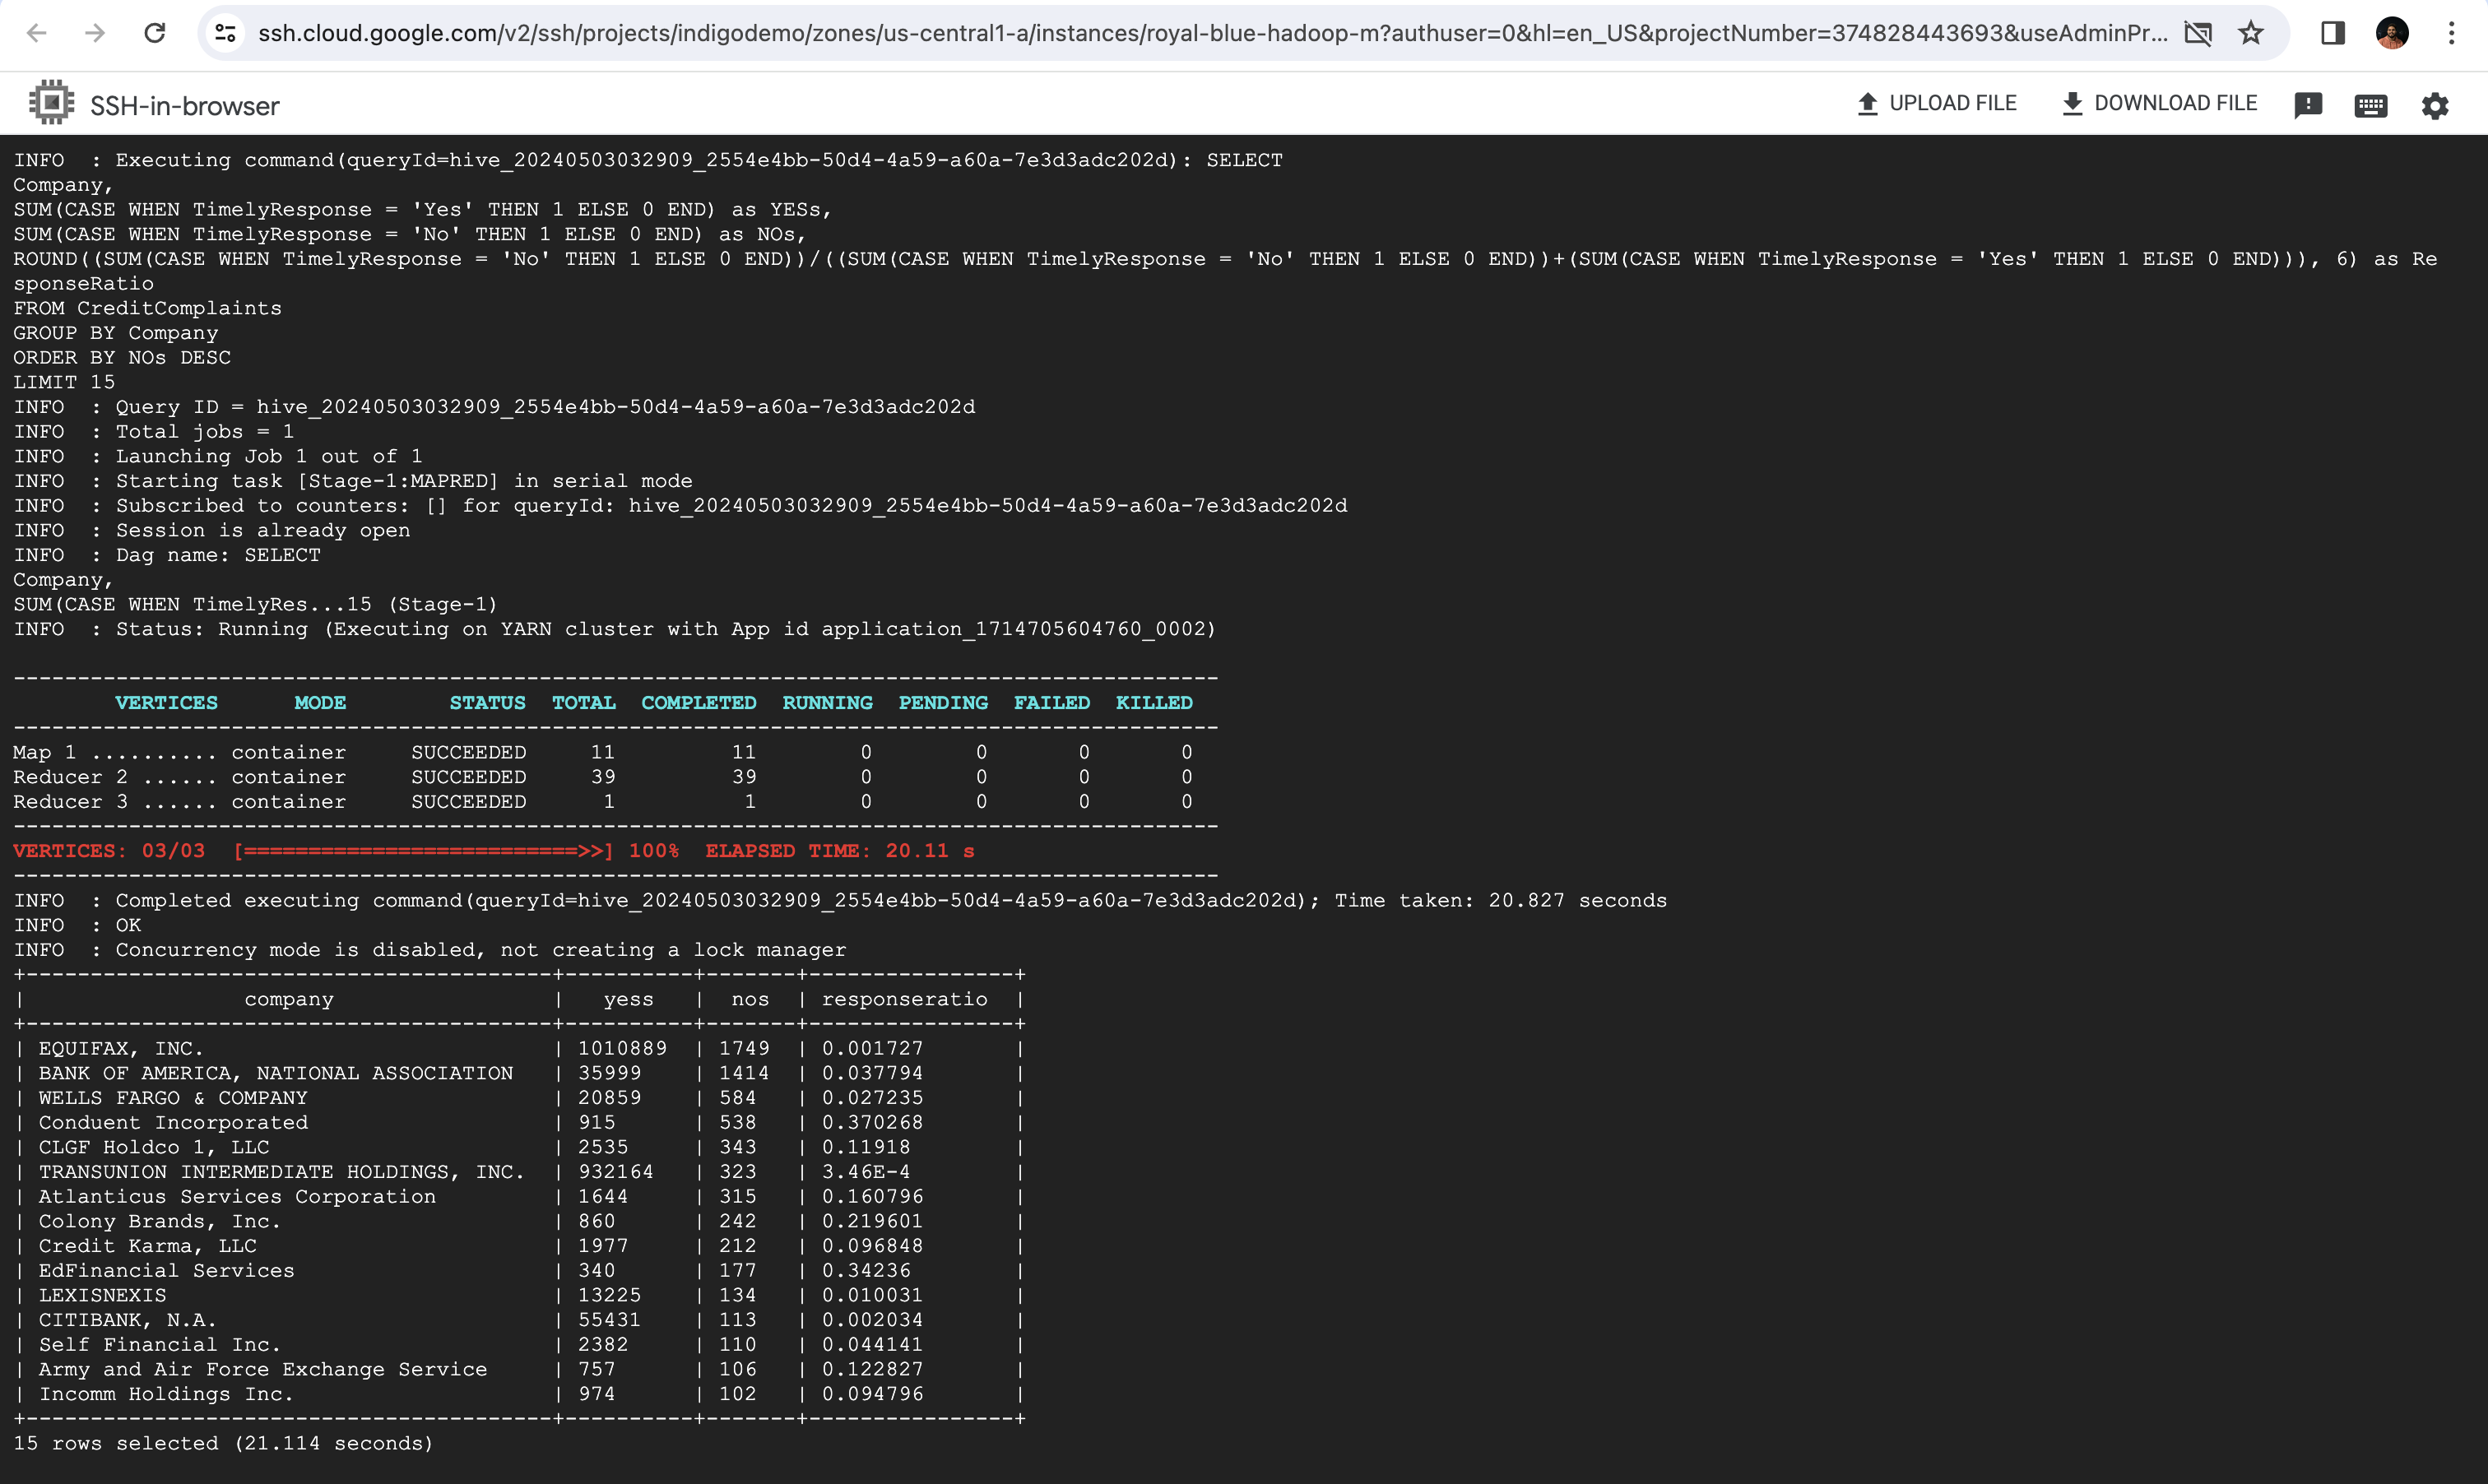 ssh.cloud.google.com/v2/ssh/projects/indigodemo/zones/us-central1-a/instances/royal-blue-hadoop-m?authuser=0&hl=en_US&projectNumber=374828443693&useAdminPr...
SSH-in-browser UPLOAD FILE DOWNLOAD FILE
INFO  : Executing command(queryId=hive_20240503032909_2554e4bb-50d4-4a59-a60a-7e3d3adc202d): SELECT
Company,
SUM(CASE WHEN TimelyResponse = 'Yes' THEN 1 ELSE 0 END) as YESs,
SUM(CASE WHEN TimelyResponse = 'No' THEN 1 ELSE 0 END) as NOs,
ROUND((SUM(CASE WHEN TimelyResponse = 'No' THEN 1 ELSE 0 END))/((SUM(CASE WHEN TimelyResponse = 'No' THEN 1 ELSE 0 END))+(SUM(CASE WHEN TimelyResponse = 'Yes' THEN 1 ELSE 0 END))), 6) as Re
sponseRatio
FROM CreditComplaints
GROUP BY Company
ORDER BY NOs DESC
LIMIT 15
INFO  : Query ID = hive_20240503032909_2554e4bb-50d4-4a59-a60a-7e3d3adc202d
INFO  : Total jobs = 1
INFO  : Launching Job 1 out of 1
INFO  : Starting task [Stage-1:MAPRED] in serial mode
INFO  : Subscribed to counters: [] for queryId: hive_20240503032909_2554e4bb-50d4-4a59-a60a-7e3d3adc202d
INFO  : Session is already open
INFO  : Dag name: SELECT
Company,
SUM(CASE WHEN TimelyRes...15 (Stage-1)
INFO  : Status: Running (Executing on YARN cluster with App id application_1714705604760_0002)
----------------------------------------------------------------------------------------------
        VERTICES      MODE        STATUS  TOTAL  COMPLETED  RUNNING  PENDING  FAILED  KILLED
----------------------------------------------------------------------------------------------
Map 1 .......... container     SUCCEEDED     11         11        0        0       0       0
Reducer 2 ...... container     SUCCEEDED     39         39        0        0       0       0
Reducer 3 ...... container     SUCCEEDED      1          1        0        0       0       0
----------------------------------------------------------------------------------------------
VERTICES: 03/03  [==========================>>] 100%  ELAPSED TIME: 20.11 s
----------------------------------------------------------------------------------------------
INFO  : Completed executing command(queryId=hive_20240503032909_2554e4bb-50d4-4a59-a60a-7e3d3adc202d); Time taken: 20.827 seconds
INFO  : OK
INFO  : Concurrency mode is disabled, not creating a lock manager
+-----------------------------------------+----------+-------+----------------+
|                 company                 |   yess   |  nos  | responseratio  |
+-----------------------------------------+----------+-------+----------------+
| EQUIFAX, INC.                           | 1010889  | 1749  | 0.001727       |
| BANK OF AMERICA, NATIONAL ASSOCIATION   | 35999    | 1414  | 0.037794       |
| WELLS FARGO & COMPANY                   | 20859    | 584   | 0.027235       |
| Conduent Incorporated                   | 915      | 538   | 0.370268       |
| CLGF Holdco 1, LLC                      | 2535     | 343   | 0.11918        |
| TRANSUNION INTERMEDIATE HOLDINGS, INC.  | 932164   | 323   | 3.46E-4        |
| Atlanticus Services Corporation         | 1644     | 315   | 0.160796       |
| Colony Brands, Inc.                     | 860      | 242   | 0.219601       |
| Credit Karma, LLC                       | 1977     | 212   | 0.096848       |
| EdFinancial Services                    | 340      | 177   | 0.34236        |
| LEXISNEXIS                              | 13225    | 134   | 0.010031       |
| CITIBANK, N.A.                          | 55431    | 113   | 0.002034       |
| Self Financial Inc.                     | 2382     | 110   | 0.044141       |
| Army and Air Force Exchange Service     | 757      | 106   | 0.122827       |
| Incomm Holdings Inc.                    | 974      | 102   | 0.094796       |
+-----------------------------------------+----------+-------+----------------+
15 rows selected (21.114 seconds)